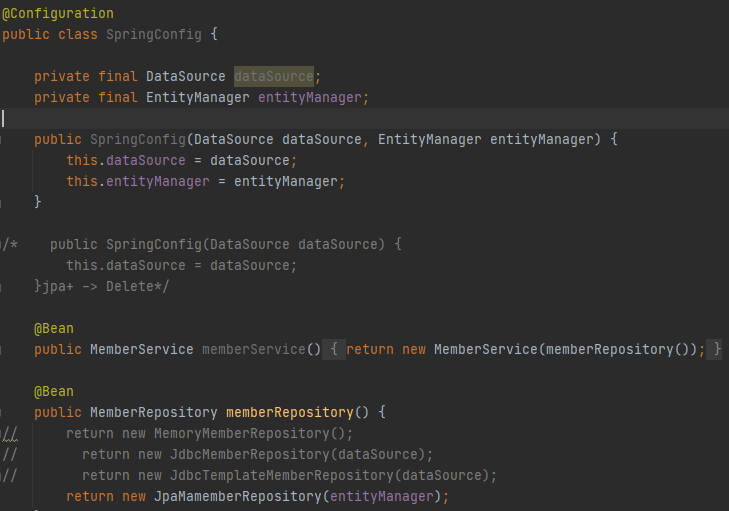 @Configuration
public class SpringConfig {
private final DataSource dataSource;
private final EntityManager entityManager;
public SpringConfig(DataSource dataSource, EntityManager entityManager) {
this.dataSource = dataSource;
this.entityManager = entityManager;
}
/* public SpringConfig(DataSource dataSource) {
this.dataSource = dataSource;
}jpa+ -> Delete*/
@Bean
public MemberService memberService() { return new MemberService(memberRepository()); }
@Bean
public MemberRepository memberRepository() {
// return new MemoryMemberRepository();
// return new JdbcMemberRepository(dataSource);
// return new JdbcTemplateMemberRepository(dataSource);
return new JpaMamemberRepository(entityManager);